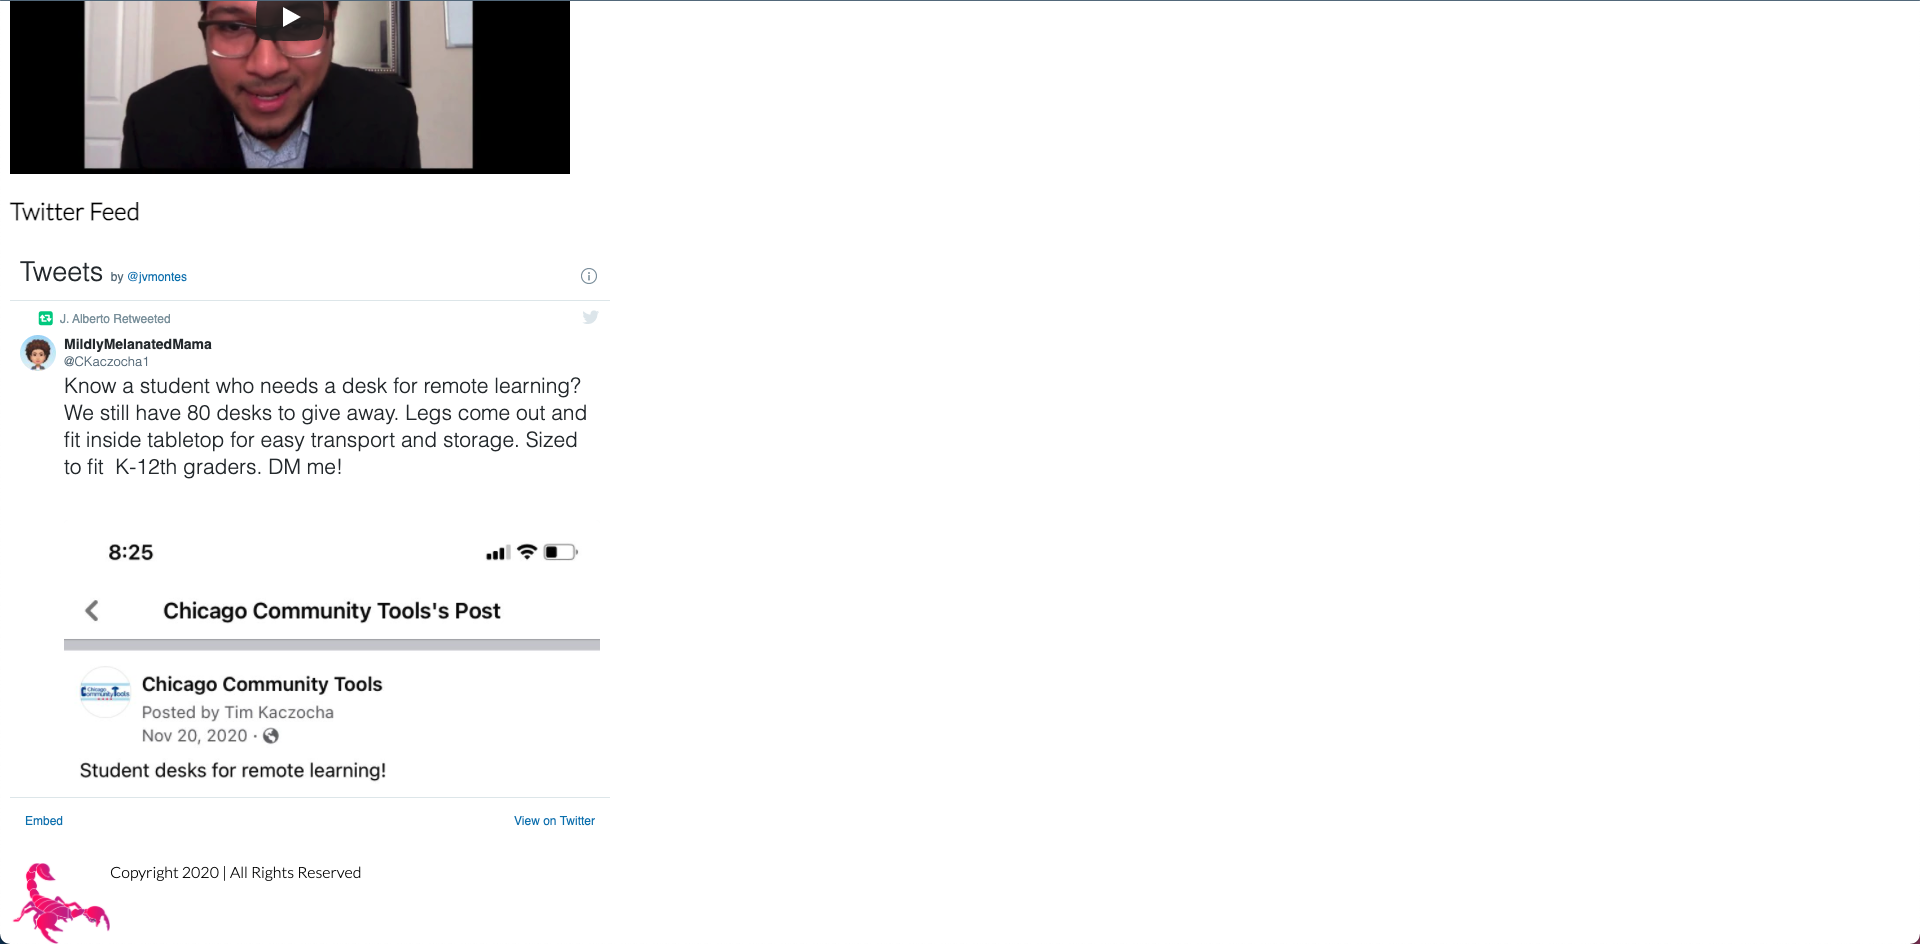 Twitter Feed
Tweets by @jvmontes
J. Alberto Retweeted
MildlyMelanatedMama
@CKaczocha1
Know a student who needs a desk for remote learning?
We still have 80 desks to give away. Legs come out and
fit inside tabletop for easy transport and storage. Sized
to fit  K-12th graders. DM me!
8:25
Chicago Community Tools's Post
Chicago Community Tools
Chicago Community Tools
Posted by Tim Kaczocha
Nov 20, 2020 ·
Student desks for remote learning!
Embed View on Twitter
Copyright 2020 | All Rights Reserved